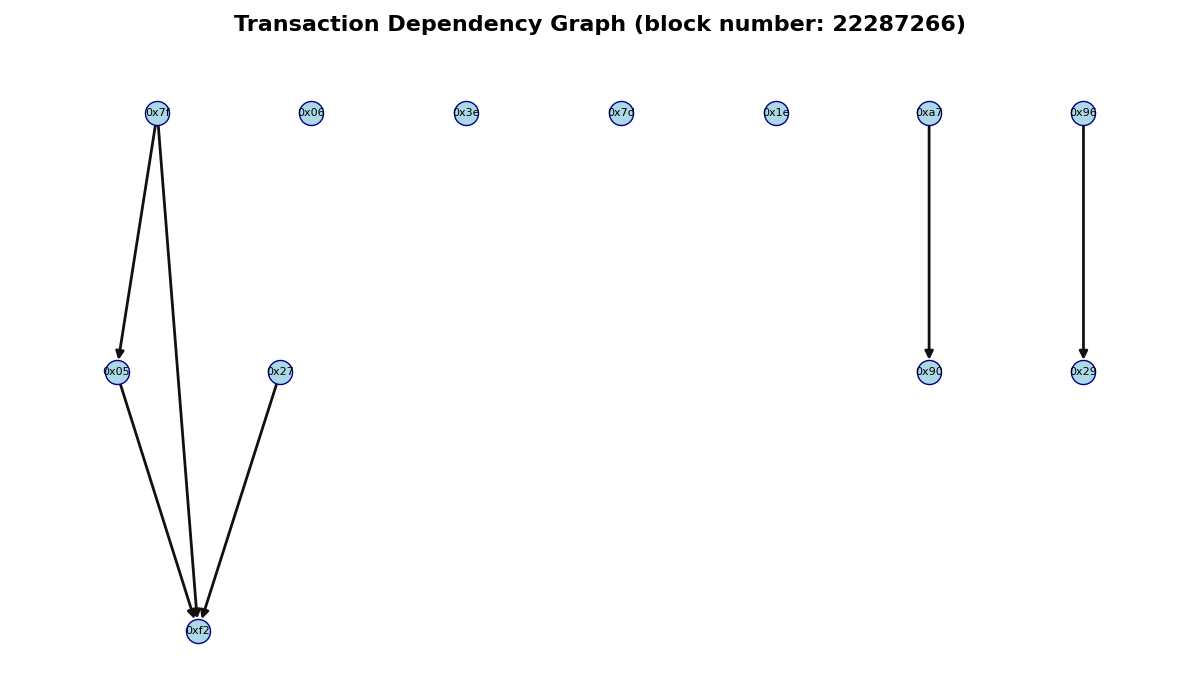 Transaction Dependency Graph (block number: 22287266)
0x7f 0x06 0x3e 0x7d 0x1e 0xa7 0x96
0x05 0x27 0x90 0x29
0xf2